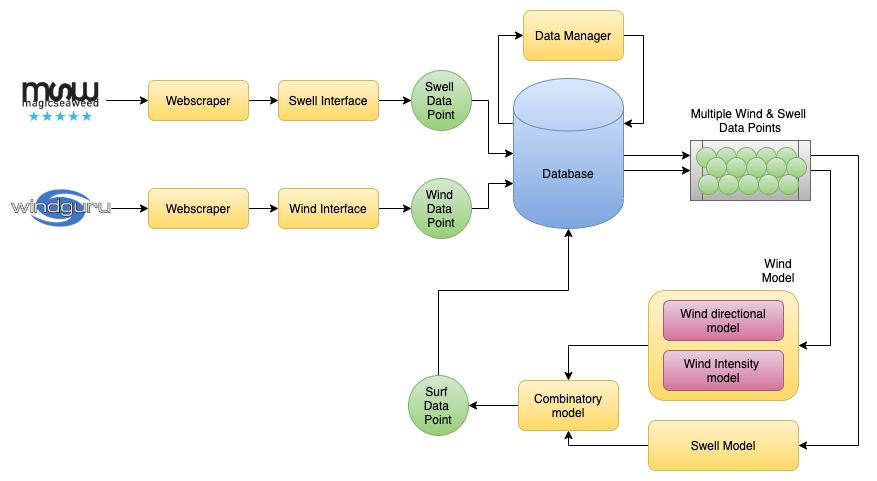 Data Manager
msw
magicseaweed
Webscraper
Swell Interface
Swell
Data
Point
Multiple Wind & Swell
Data Points
Database
windguru
Webscraper
Wind Interface
Wind
Data
Point
Wind
Model
Wind directional
model
Wind Intensity
model
Surf
Data
Point
Combinatory
model
Swell Model